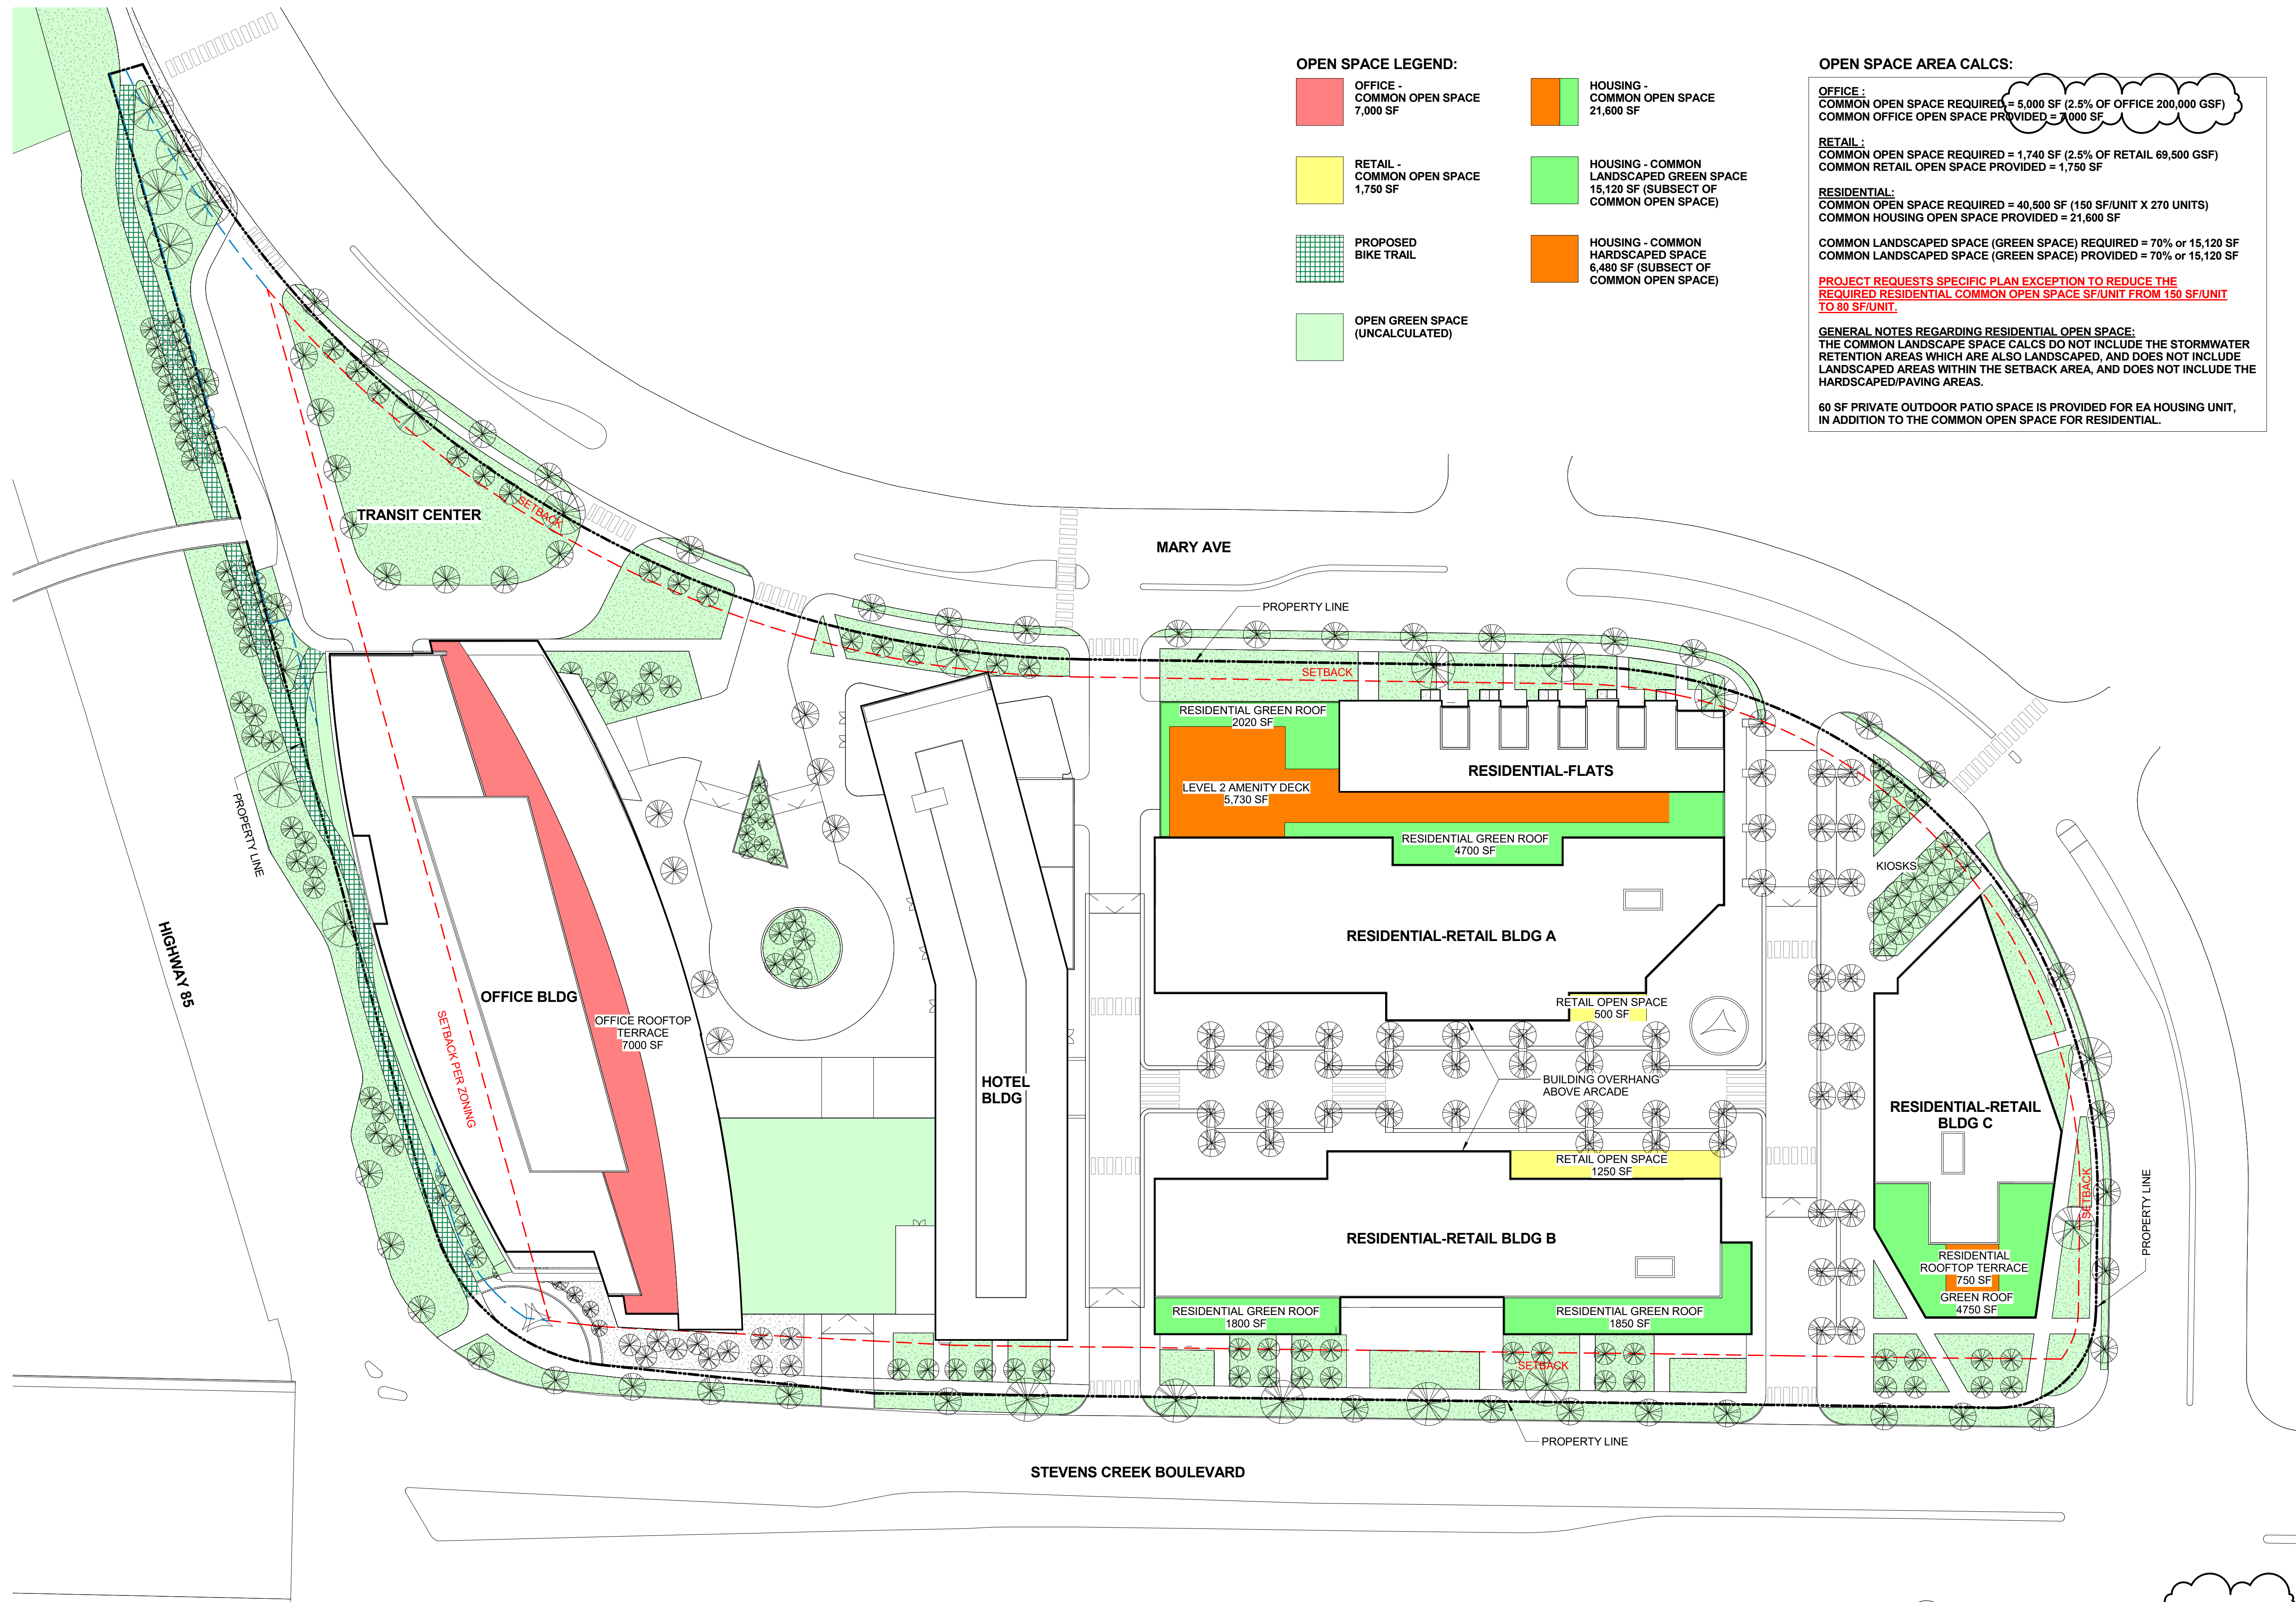 OPEN SPACE LEGEND:
OFFICE -
COMMON OPEN SPACE
7,000 SF
HOUSING -
COMMON OPEN SPACE
21,600 SF
RETAIL -
COMMON OPEN SPACE
1,750 SF
HOUSING - COMMON
LANDSCAPED GREEN SPACE
15,120 SF (SUBSECT OF
COMMON OPEN SPACE)
PROPOSED
BIKE TRAIL
HOUSING - COMMON
HARDSCAPED SPACE
6,480 SF (SUBSECT OF
COMMON OPEN SPACE)
OPEN GREEN SPACE
(UNCALCULATED)
OPEN SPACE AREA CALCS:
OFFICE :
COMMON OPEN SPACE REQUIRED = 5,000 SF (2.5% OF OFFICE 200,000 GSF)
COMMON OFFICE OPEN SPACE PROVIDED = 7,000 SF
RETAIL :
COMMON OPEN SPACE REQUIRED = 1,740 SF (2.5% OF RETAIL 69,500 GSF)
COMMON RETAIL OPEN SPACE PROVIDED = 1,750 SF
RESIDENTIAL:
COMMON OPEN SPACE REQUIRED = 40,500 SF (150 SF/UNIT X 270 UNITS)
COMMON HOUSING OPEN SPACE PROVIDED = 21,600 SF
COMMON LANDSCAPED SPACE (GREEN SPACE) REQUIRED = 70% or 15,120 SF
COMMON LANDSCAPED SPACE (GREEN SPACE) PROVIDED = 70% or 15,120 SF
PROJECT REQUESTS SPECIFIC PLAN EXCEPTION TO REDUCE THE
REQUIRED RESIDENTIAL COMMON OPEN SPACE SF/UNIT FROM 150 SF/UNIT
TO 80 SF/UNIT.
GENERAL NOTES REGARDING RESIDENTIAL OPEN SPACE:
THE COMMON LANDSCAPE SPACE CALCS DO NOT INCLUDE THE STORMWATER
RETENTION AREAS WHICH ARE ALSO LANDSCAPED, AND DOES NOT INCLUDE
LANDSCAPED AREAS WITHIN THE SETBACK AREA, AND DOES NOT INCLUDE THE
HARDSCAPED/PAVING AREAS.
60 SF PRIVATE OUTDOOR PATIO SPACE IS PROVIDED FOR EA HOUSING UNIT,
IN ADDITION TO THE COMMON OPEN SPACE FOR RESIDENTIAL.
TRANSIT CENTER
SETBACK
MARY AVE
PROPERTY LINE
SETBACK
RESIDENTIAL GREEN ROOF
2020 SF
RESIDENTIAL-FLATS
LEVEL 2 AMENITY DECK
5,730 SF
RESIDENTIAL GREEN ROOF
4700 SF
KIOSKS
PROPERTY LINE
HIGHWAY 85
RESIDENTIAL-RETAIL BLDG A
OFFICE BLDG
OFFICE ROOFTOP
TERRACE
7000 SF
RETAIL OPEN SPACE
500 SF
SETBACK PER ZONING
HOTEL
BLDG
BUILDING OVERHANG
ABOVE ARCADE
RESIDENTIAL-RETAIL
BLDG C
RETAIL OPEN SPACE
1250 SF
SETBACK
PROPERTY LINE
RESIDENTIAL-RETAIL BLDG B
RESIDENTIAL
ROOFTOP TERRACE
750 SF
GREEN ROOF
4750 SF
RESIDENTIAL GREEN ROOF
1800 SF
RESIDENTIAL GREEN ROOF
1850 SF
SETBACK
PROPERTY LINE
STEVENS CREEK BOULEVARD